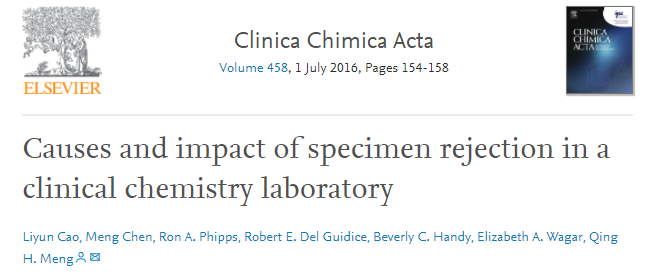 Clinica Chimica Acta
Volume 458, 1 July 2016, Pages 154-158
ELSEVIER
CLINICA
CHIMICA
ACTA
Causes and impact of specimen rejection in a
clinical chemistry laboratory
Liyun Cao, Meng Chen, Ron A. Phipps, Robert E. Del Guidice, Beverly C. Handy, Elizabeth A. Wagar, Qing
H. Meng